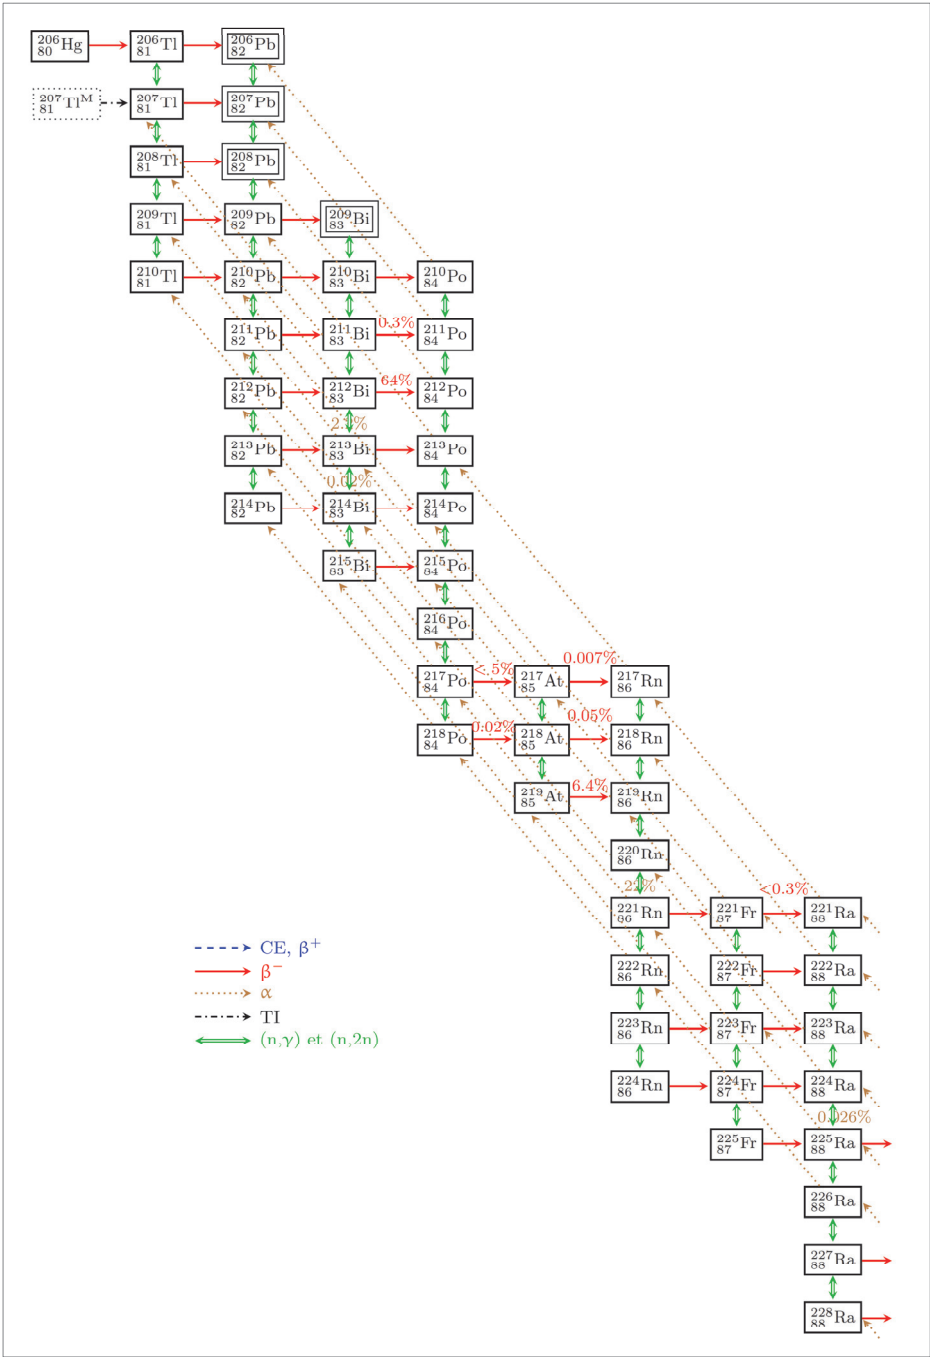 206 80 Hg 206 81 Tl 206 82 Pb
207 81 Tl M 207 81 Tl 207 82 Pb
208 81 Tl 208 82 Pb
209 81 Tl 209 82 Pb 209 83 Bi
210 81 Tl 210 82 Pb 210 83 Bi 210 84 Po
0.3%
211 82 Pb 211 83 Bi 211 84 Po
64%
212 82 Pb 212 83 Bi 212 84 Po
213 82 Pb 213 83 Bi 213 84 Po
0.02%
214 82 Pb 214 83 Bi 214 84 Po
215 83 Bi 215 84 Po
216 84 Po
< 5% 0.007%
217 84 Po 217 85 At 217 86 Rn
0.02% 0.05%
218 84 Po 218 85 At 218 86 Rn
6.4%
219 85 At 219 86 Rn
220 86 Rn
22% <0.3%
221 86 Rn 221 87 Fr 221 88 Ra
CE, β+
222 86 Rn 222 87 Fr 222 88 Ra
β−
α
TI
223 86 Rn 223 87 Fr 223 88 Ra
(n,γ) et (n,2n)
224 86 Rn 224 87 Fr 224 88 Ra
0.026%
225 87 Fr 225 88 Ra
226 88 Ra
227 88 Ra
228 88 Ra